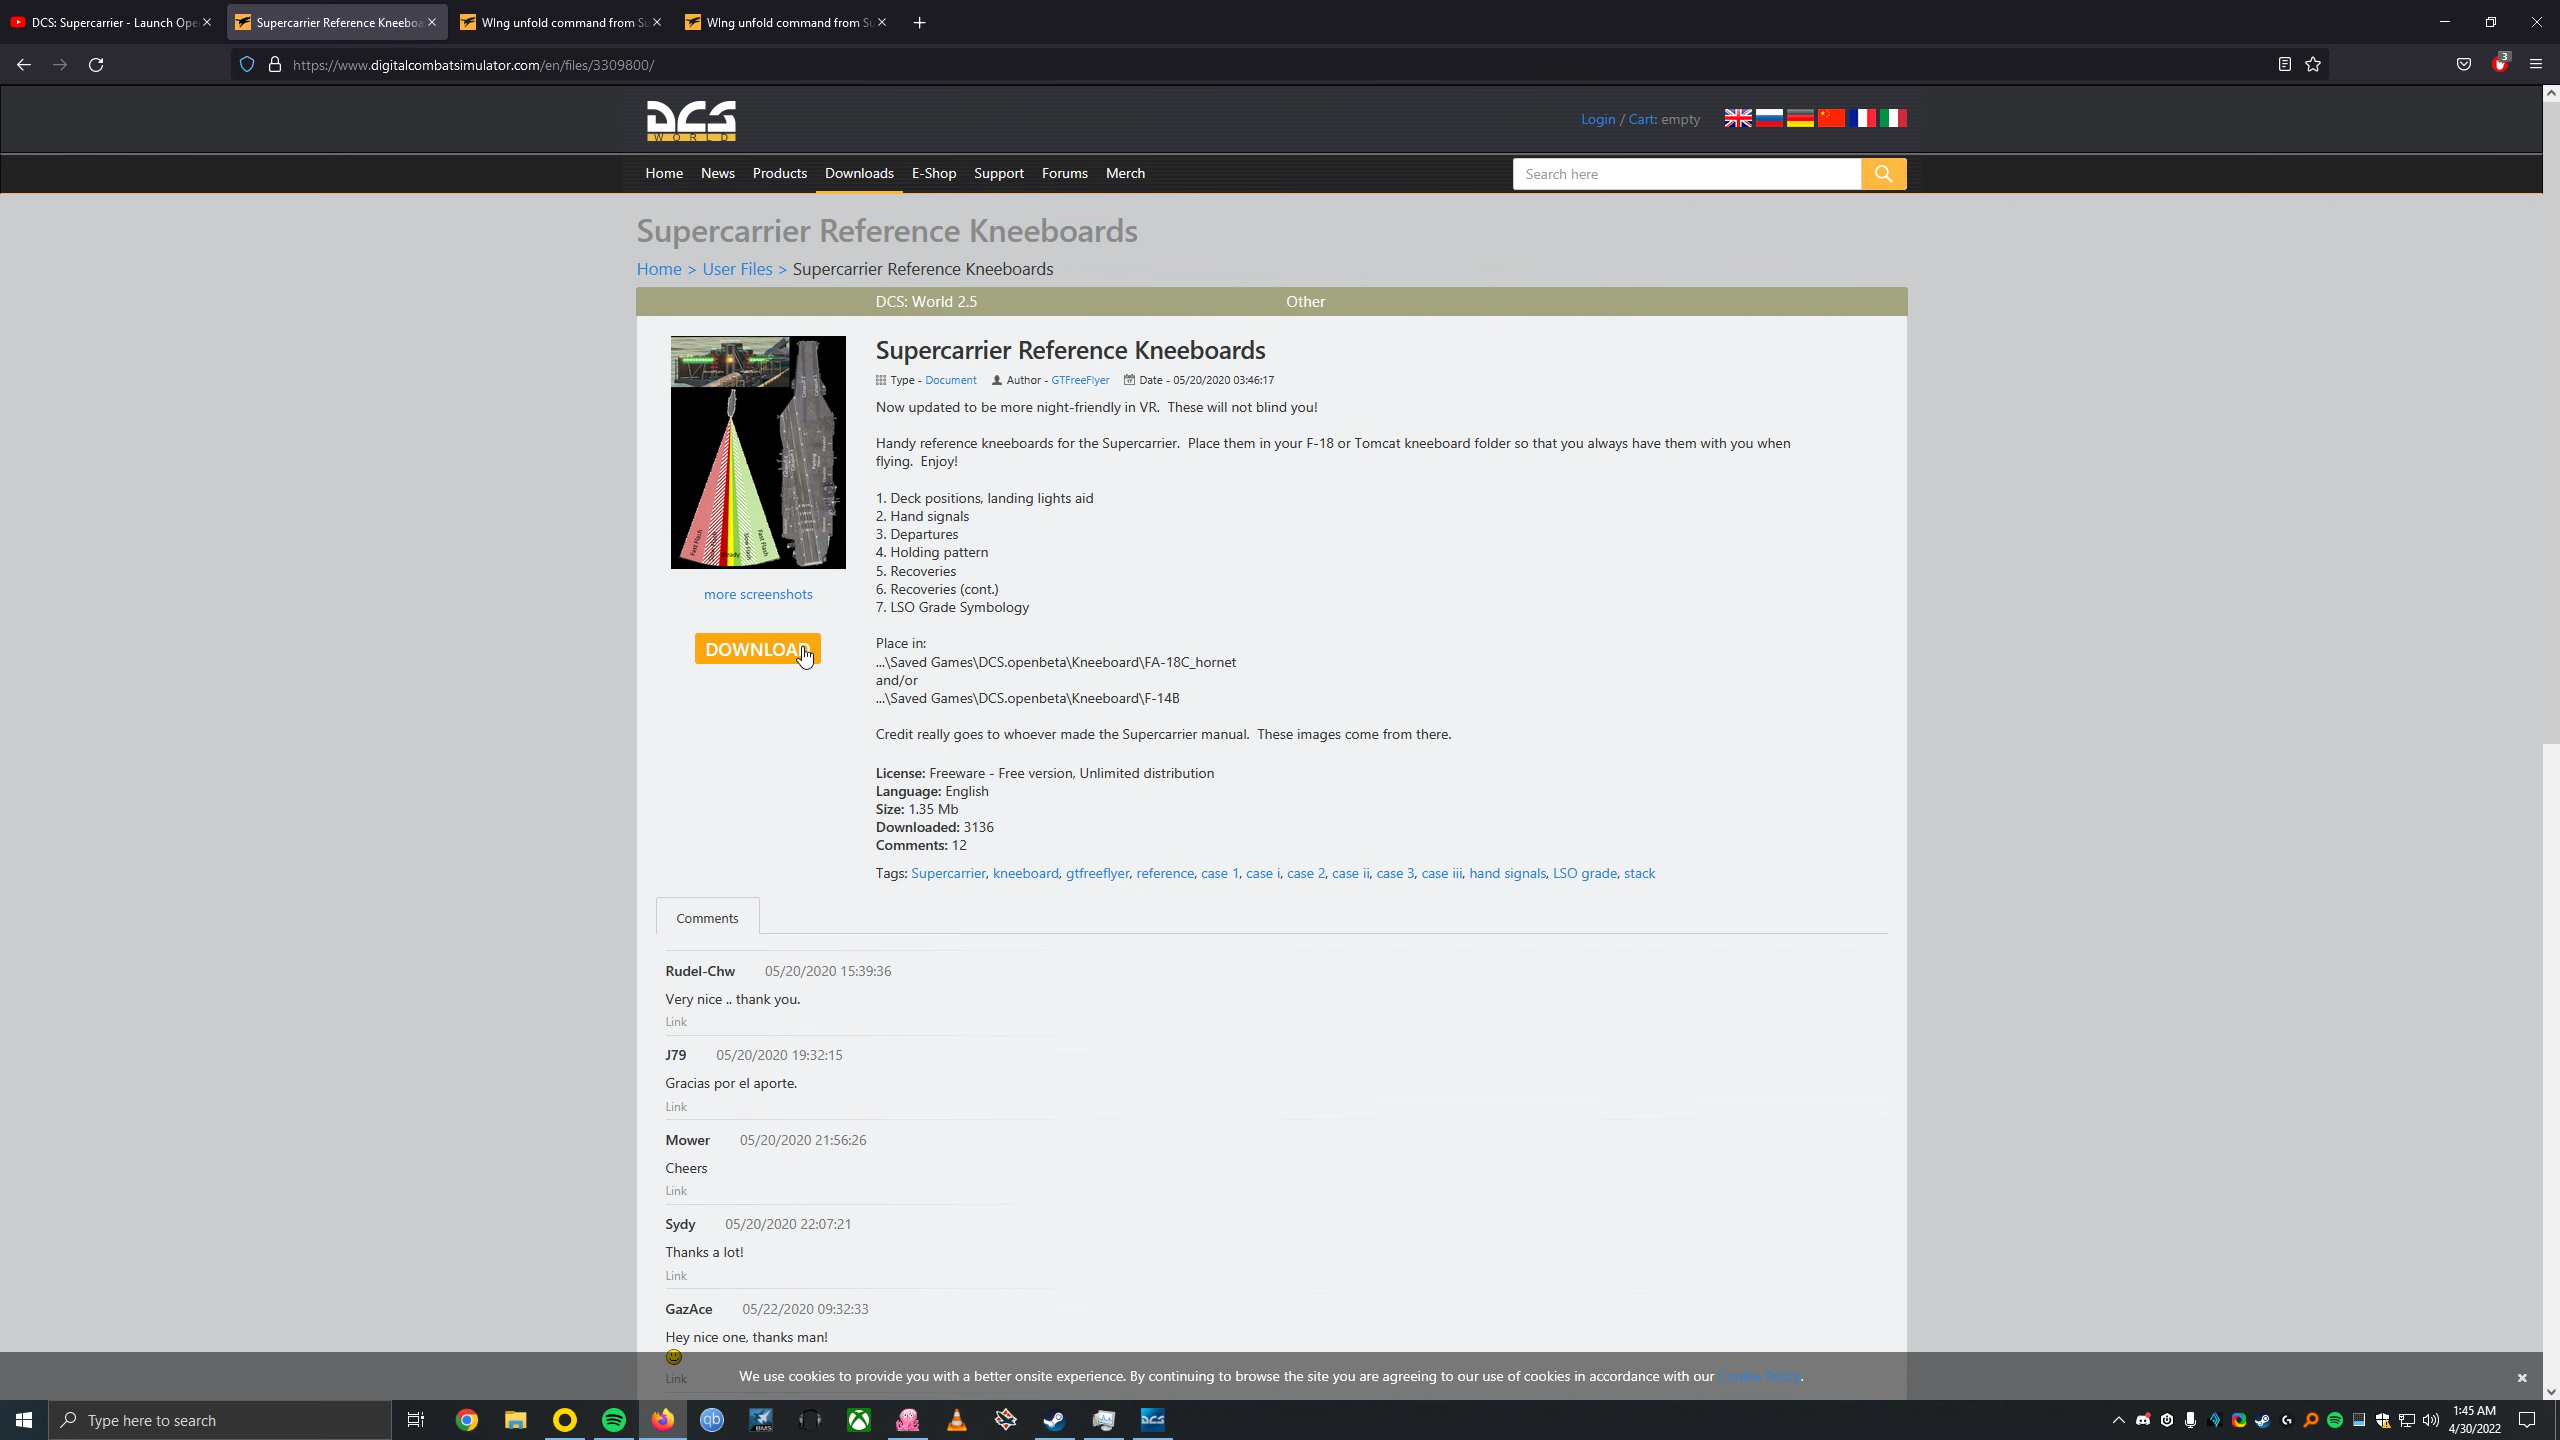 DCS: Supercarrier - Launch Ope
Supercarrier Reference Kneeboa
WIng unfold command from Su
WIng unfold command from Su
https://www.digitalcombatsimulator.com/en/files/3309800/
3
DCS
WORLD
Login / Cart: empty
Home News Products Downloads E-Shop Support Forums Merch
Search here
Supercarrier Reference Kneeboards
Home > User Files > Supercarrier Reference Kneeboards
DCS: World 2.5 Other
Supercarrier Reference Kneeboards
Type - Document Author - GTFreeFlyer Date - 05/20/2020 03:46:17
Now updated to be more night-friendly in VR. These will not blind you!
Handy reference kneeboards for the Supercarrier. Place them in your F-18 or Tomcat kneeboard folder so that you always have them with you when
flying. Enjoy!
1. Deck positions, landing lights aid
2. Hand signals
3. Departures
4. Holding pattern
5. Recoveries
6. Recoveries (cont.)
7. LSO Grade Symbology
Fast Flash
Slow Flash
Fast Flash
more screenshots
DOWNLOAD
Place in:
...\Saved Games\DCS.openbeta\Kneeboard\FA-18C_hornet
and/or
...\Saved Games\DCS.openbeta\Kneeboard\F-14B
Credit really goes to whoever made the Supercarrier manual. These images come from there.
License: Freeware - Free version, Unlimited distribution
Language: English
Size: 1.35 Mb
Downloaded: 3136
Comments: 12
Tags: Supercarrier, kneeboard, gtfreeflyer, reference, case 1, case i, case 2, case ii, case 3, case iii, hand signals, LSO grade, stack
Comments
Rudel-Chw 05/20/2020 15:39:36
Very nice .. thank you.
Link
J79 05/20/2020 19:32:15
Gracias por el aporte.
Link
Mower 05/20/2020 21:56:26
Cheers
Link
Sydy 05/20/2020 22:07:21
Thanks a lot!
Link
GazAce 05/22/2020 09:32:33
Hey nice one, thanks man!
Link
We use cookies to provide you with a better onsite experience. By continuing to browse the site you are agreeing to our use of cookies in accordance with our Cookie Policy.
Type here to search
qb
BMS
DCS
1:45 AM
4/30/2022